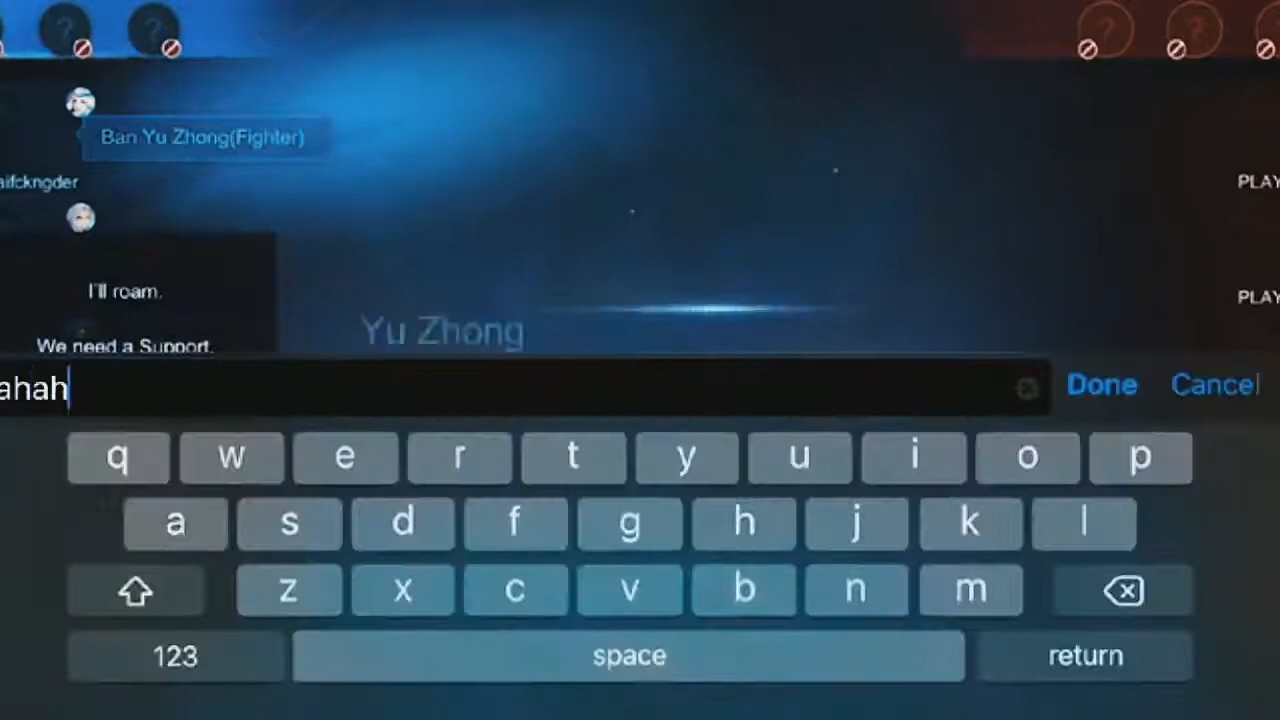 Ban Yu Zhong(Fighter)
aifckngder
PLAY
I'll roam.
PLAY
Yu Zhong
We need a Support.
ahah
Done Cancel
q w e r t y u i o p
a s d f g h j k l
z x c v b n m
123 space return